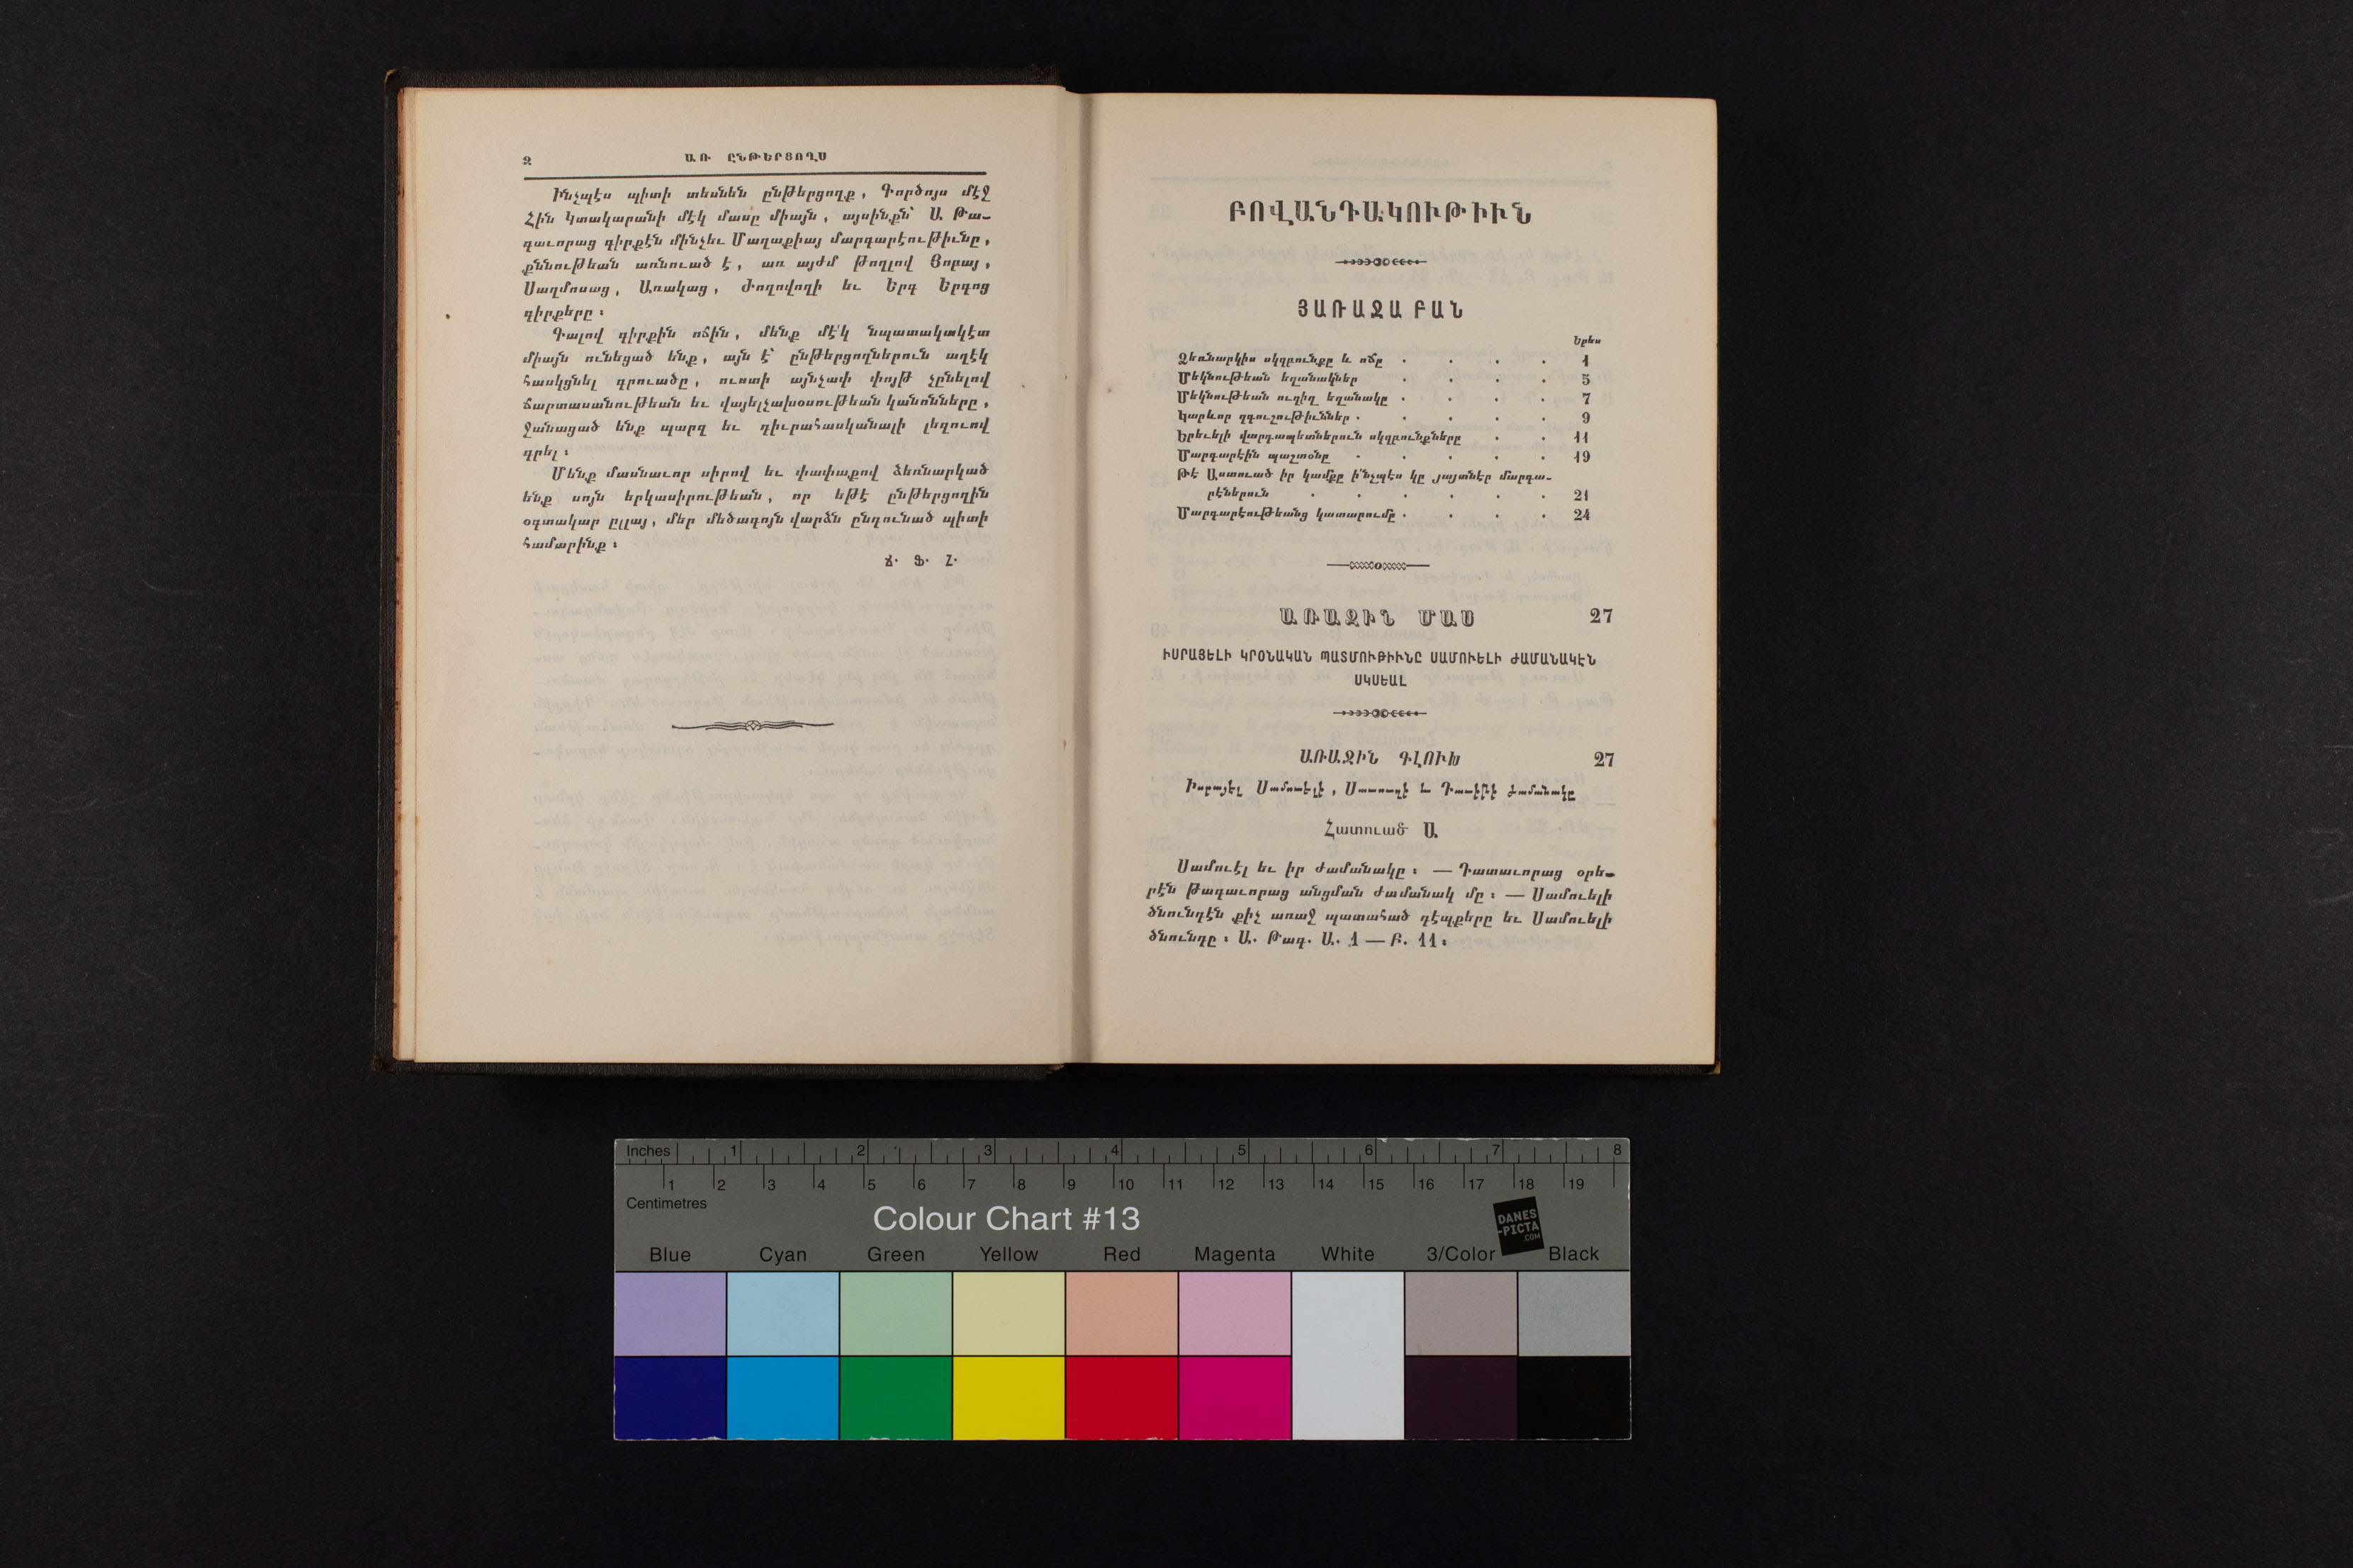 Զ
ԱՌ ԸՆԹԵՐՑՈՂՍ
Ինչպէս պիտի տեսնեն ընթերցողք, Գործոյս մէջ
Հին Կտակարանի մէկ մասը միայն, այսինքն՝ Ա Թա-
գաւորաց գիրքէն մինչեւ Մաղաքիայ մարգարէութիւնը,
քննութեան առնուած է, առ այժմ թողլով Յոբայ,
Սաղմոսաց, Առակաց, Ժողովողի եւ Երգ Երգոց
գիրքերը։
Գալով գիրքին ոճին, մենք մէ՛կ նպատակակէտ
միայն ունեցած ենք, այն է՝ ընթերցողներուն աղէկ
հասկցնել գրուածը, ուստի այնչափ փոյթ չընելով
ճարտասանութեան եւ վայելչախօսութեան կանոնները,
ջանացած ենք պարզ եւ դիւրահասկանալի լեզուով
գրել։
Մենք մասնաւոր սիրով եւ փափաքով ձեռնարկած
ենք սոյն երկասիրութեան, որ եթէ ընթերցողին
օգտակար ըլլայ, մեր մեծագոյն վարձն ընդունած պիտի
համարինք։
Ճ. Ֆ. Հ.
ԲՈՎԱՆԴԱԿՈՒԹԻՒՆ
ՅԱՌԱՋԱԲԱՆ
Երես
Ձեռնարկիս սկզբունքը և ոճը . . . . 1
Մեկնութեան եղանակներ . . . . 5
Մեկնութեան ուղիղ եղանակը . . . . 7
Կարևոր զգուշութիւններ . . . . . 9
Երեւելի վարդապետներուն սկզբունքները . . 11
Մարգարէին պաշտօնը . . . . . 19
Թէ Աստուած իր կամքը ի՛նչպէս կը յայտնէր մարգա-
րէներուն . . . . . . 21
Մարգարէութեանց կատարումը . . . . 24
ԱՌԱՋԻՆ ՄԱՍ 27
ԻՍՐԱՅԵԼԻ ԿՐՕՆԱԿԱՆ ՊԱՏՄՈՒԹԻՒՆԸ ՍԱՄՈՒԵԼԻ ԺԱՄԱՆԱԿԷՆ
ՍԿՍԵԱԼ
ԱՌԱՋԻՆ ԳԼՈՒԽ 27
Իսրայէլ Սամուէլի, Սաւուղի և Դաւիթի ժամանակը
Հատուած Ա
Սամուէլ եւ իր ժամանակը։ — Դատաւորաց օրե-
րէն Թագաւորաց անցման ժամանակ մը։ — Սամուելի
ծնունդէն քիչ առաջ պատահած դէպքերը եւ Սամուելի
ծնունդը։ Ա. Թագ. Ա. 1 — Բ. 11։
Inches 1 2 3 4 5 6 7 8
1 2 3 4 5 6 7 8 9 10 11 12 13 14 15 16 17 18 19
Centimetres
Colour Chart #13
DANES
-PICTA
.COM
Blue Cyan Green Yellow Red Magenta White 3/Color Black